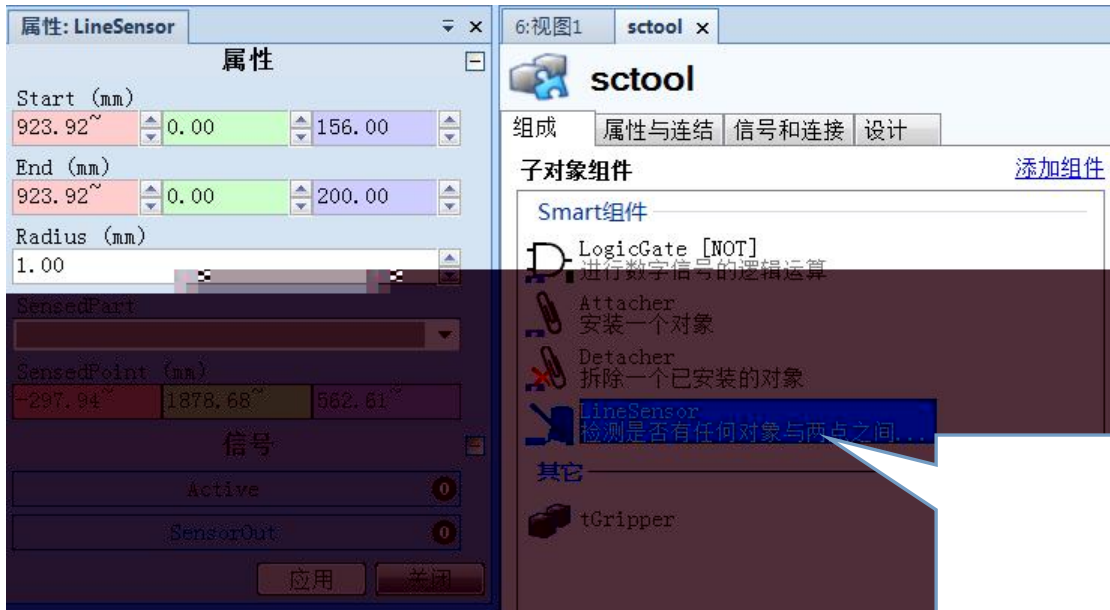 属性: LineSensor
属性
Start (mm)
923.92~ 0.00 156.00
End (mm)
923.92~ 0.00 200.00
Radius (mm)
1.00
SensedPart
SensedPoint (mm)
-297.94~ 1878.68~ 562.61~
信号
Active 0
SensorOut 0
应用 关闭
6:视图1 sctool x
sctool
组成 属性与连结 信号和连接 设计
子对象组件 添加组件
Smart组件
LogicGate [NOT]
进行数字信号的逻辑运算
Attacher
安装一个对象
Detacher
拆除一个已安装的对象
LineSensor
检测是否有任何对象与两点之间...
其它
tGripper